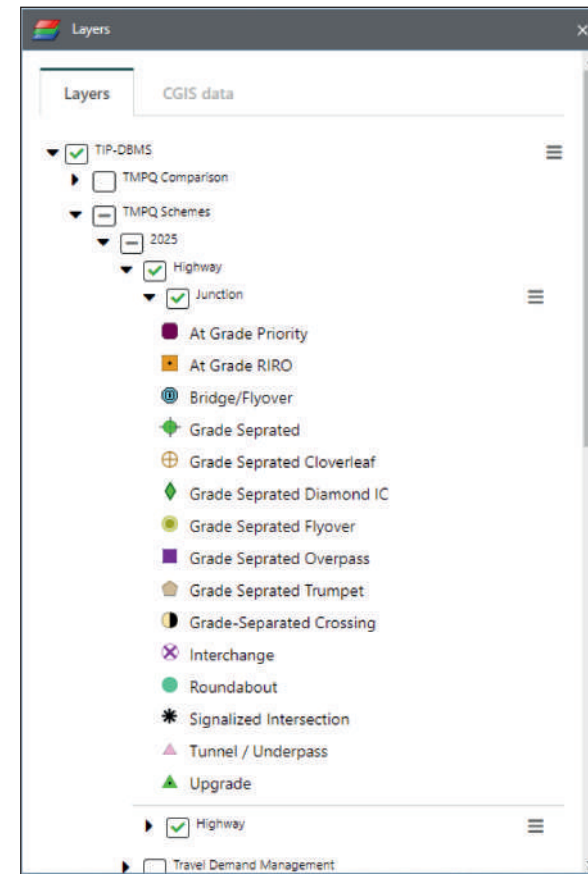 Layers
Layers CGIS data
TIP-DBMS
TMPQ Comparison
TMPQ Schemes
2025
Highway
Junction
At Grade Priority
At Grade RIRO
Bridge/Flyover
Grade Seprated
Grade Seprated Cloverleaf
Grade Seprated Diamond IC
Grade Seprated Flyover
Grade Seprated Overpass
Grade Seprated Trumpet
Grade-Separated Crossing
Interchange
Roundabout
Signalized Intersection
Tunnel / Underpass
Upgrade
Highway
Travel Demand Management